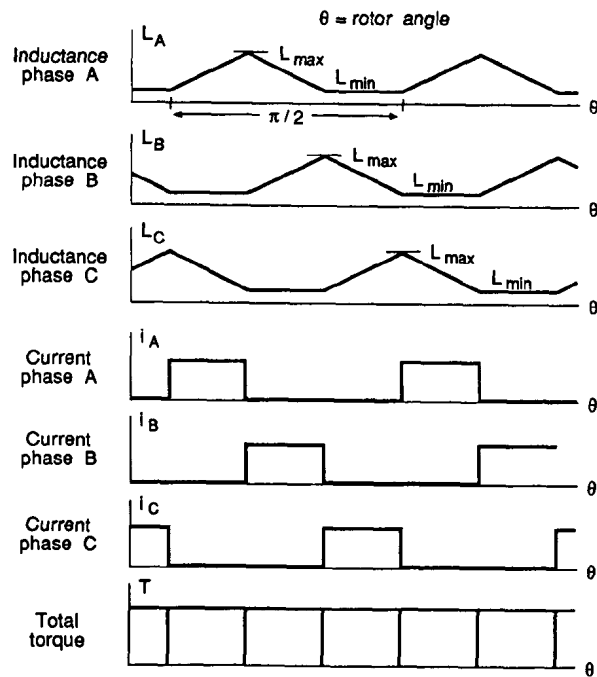 θ = rotor angle
Inductance
phase A
L_A
L_max
L_min
θ
π/2
Inductance
phase B
L_B
L_max
L_min
θ
Inductance
phase C
L_C
L_max
L_min
θ
Current
phase A
i_A
θ
Current
phase B
i_B
θ
Current
phase C
i_C
θ
Total
torque
T
θ